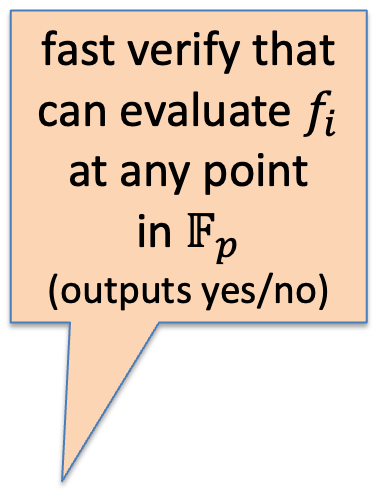 fast verify that
can evaluate 𝑓ᵢ
at any point
in 𝔽ₚ
(outputs yes/no)